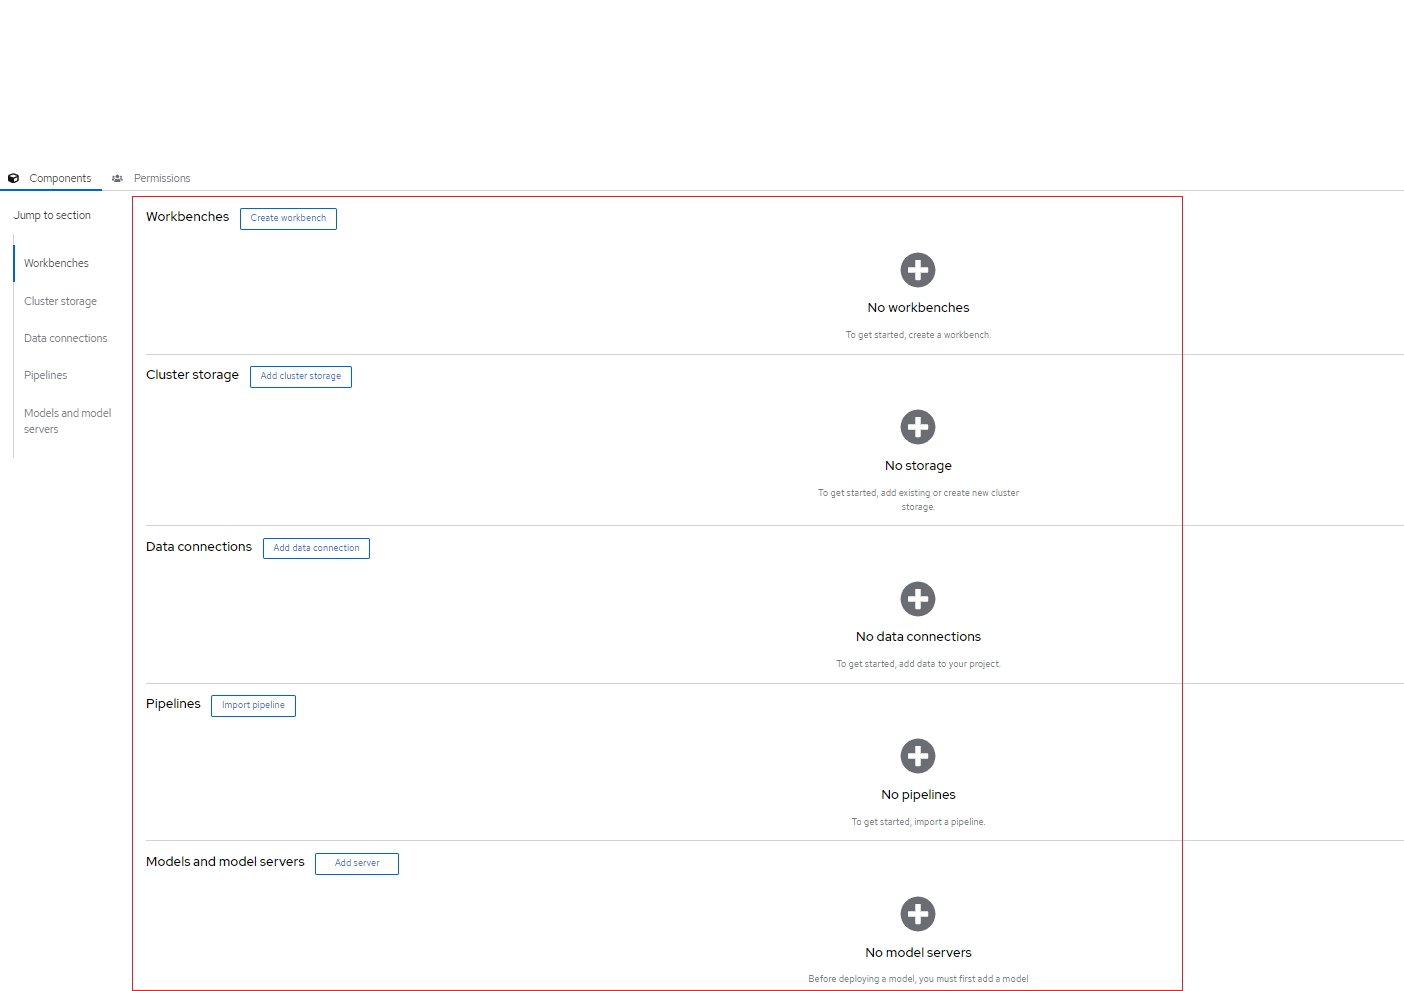 Components Permissions
Jump to section
Workbenches
Cluster storage
Data connections
Pipelines
Models and model
servers
Workbenches Create workbench
No workbenches
To get started, create a workbench.
Cluster storage Add cluster storage
No storage
To get started, add existing or create new cluster
storage.
Data connections Add data connection
No data connections
To get started, add data to your project.
Pipelines Import pipeline
No pipelines
To get started, import a pipeline.
Models and model servers Add server
No model servers
Before deploying a model, you must first add a model